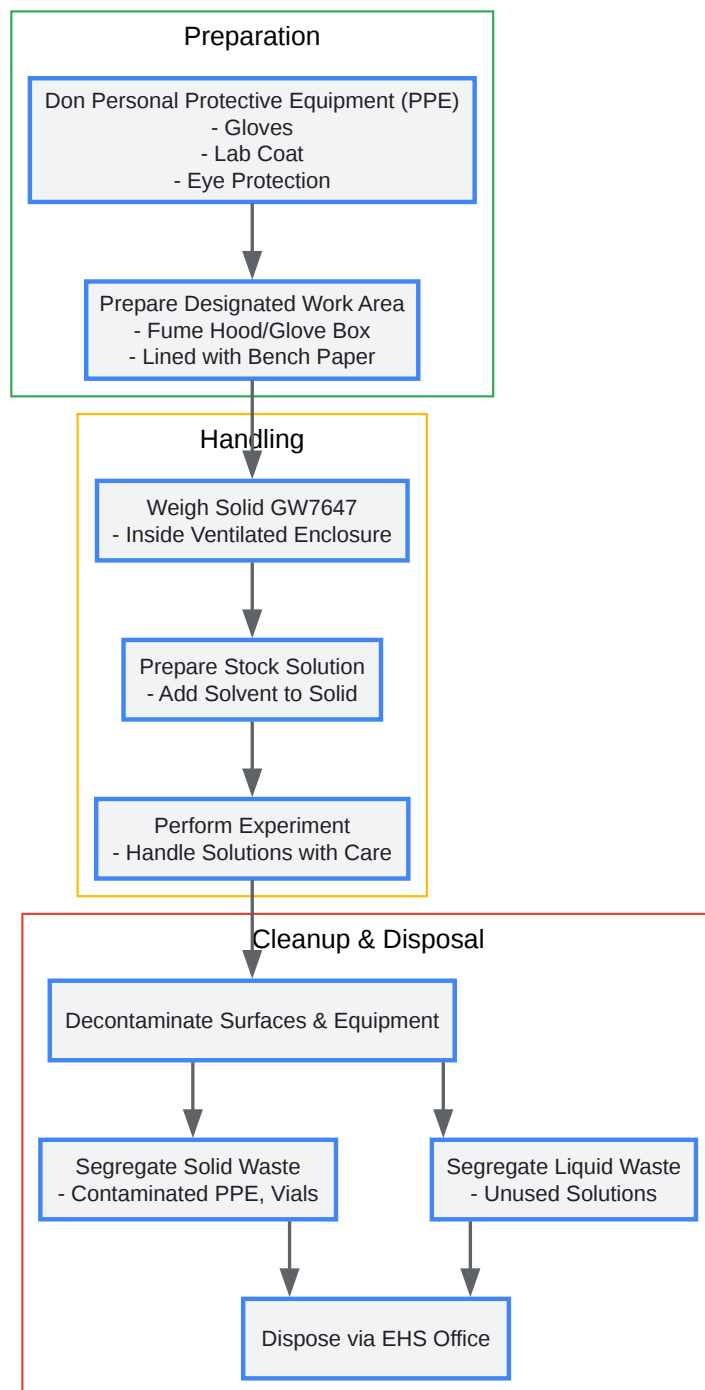 Preparation
Don Personal Protective Equipment (PPE)
- Gloves
- Lab Coat
- Eye Protection
Prepare Designated Work Area
- Fume Hood/Glove Box
- Lined with Bench Paper
Handling
Weigh Solid GW7647
- Inside Ventilated Enclosure
Prepare Stock Solution
- Add Solvent to Solid
Perform Experiment
- Handle Solutions with Care
Cleanup & Disposal
Decontaminate Surfaces & Equipment
Segregate Solid Waste
- Contaminated PPE, Vials
Segregate Liquid Waste
- Unused Solutions
Dispose via EHS Office